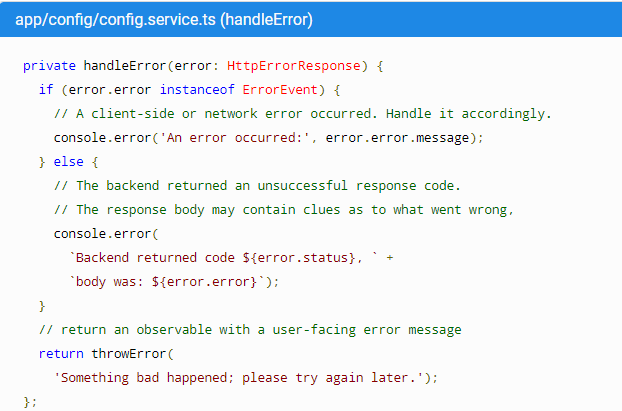 app/config/config.service.ts (handleError)
private handleError(error: HttpErrorResponse) {
  if (error.error instanceof ErrorEvent) {
    // A client-side or network error occurred. Handle it accordingly.
    console.error('An error occurred:', error.error.message);
  } else {
    // The backend returned an unsuccessful response code.
    // The response body may contain clues as to what went wrong,
    console.error(
      `Backend returned code ${error.status}, ` +
      `body was: ${error.error}`);
  }
  // return an observable with a user-facing error message
  return throwError(
    'Something bad happened; please try again later.');
};